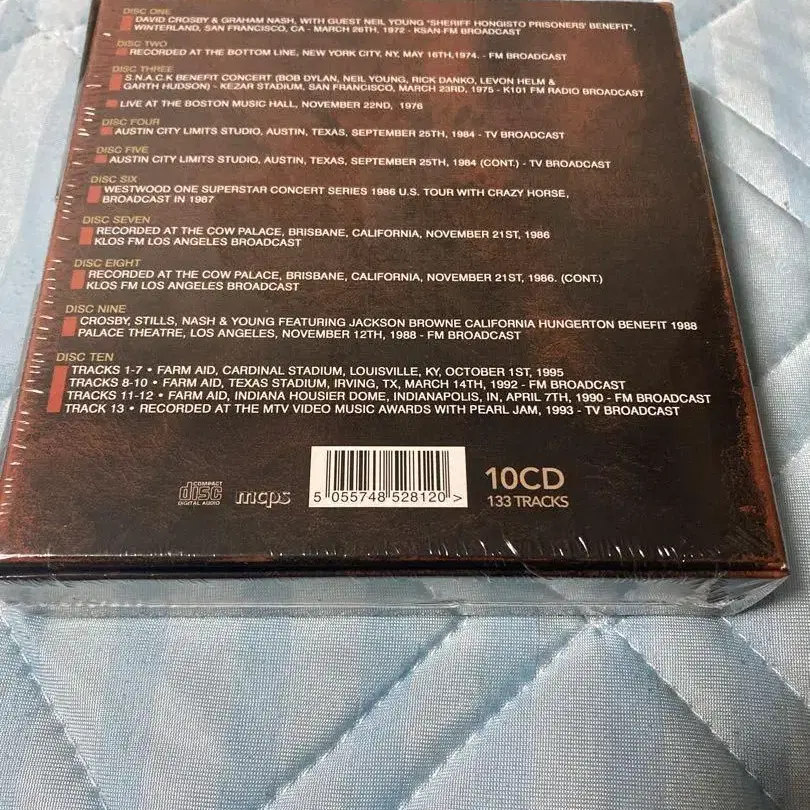 DISC ONE
DAVID CROSBY & GRAHAM NASH, WITH GUEST NEIL YOUNG "SHERIFF HONGISTO PRISONERS' BENEFIT",
WINTERLAND, SAN FRANCISCO, CA - MARCH 26TH, 1972 - KSAN-FM BROADCAST
DISC TWO
RECORDED AT THE BOTTOM LINE, NEW YORK CITY, NY, MAY 16TH,1974. - FM BROADCAST
DISC THREE
S.N.A.C.K BENEFIT CONCERT (BOB DYLAN, NEIL YOUNG, RICK DANKO, LEVON HELM &
GARTH HUDSON) - KEZAR STADIUM, SAN FRANCISCO, MARCH 23RD, 1975 - K101 FM RADIO BROADCAST
LIVE AT THE BOSTON MUSIC HALL, NOVEMBER 22ND, 1976
DISC FOUR
AUSTIN CITY LIMITS STUDIO, AUSTIN, TEXAS, SEPTEMBER 25TH, 1984 - TV BROADCAST
DISC FIVE
AUSTIN CITY LIMITS STUDIO, AUSTIN, TEXAS, SEPTEMBER 25TH, 1984 (CONT.) - TV BROADCAST
DISC SIX
WESTWOOD ONE SUPERSTAR CONCERT SERIES 1986 U.S. TOUR WITH CRAZY HORSE,
BROADCAST IN 1987
DISC SEVEN
RECORDED AT THE COW PALACE, BRISBANE, CALIFORNIA, NOVEMBER 21ST, 1986
KLOS FM LOS ANGELES BROADCAST
DISC EIGHT
RECORDED AT THE COW PALACE, BRISBANE, CALIFORNIA, NOVEMBER 21ST, 1986. (CONT.)
KLOS FM LOS ANGELES BROADCAST
DISC NINE
CROSBY, STILLS, NASH & YOUNG FEATURING JACKSON BROWNE CALIFORNIA HUNGERTON BENEFIT 1988
PALACE THEATRE, LOS ANGELES, NOVEMBER 12TH, 1988 - FM BROADCAST
DISC TEN
TRACKS 1-7 • FARM AID, CARDINAL STADIUM, LOUISVILLE, KY, OCTOBER 1ST, 1995
TRACKS 8-10 • FARM AID, TEXAS STADIUM, IRVING, TX, MARCH 14TH, 1992 - FM BROADCAST
TRACKS 11-12 • FARM AID, INDIANA HOUSIER DOME, INDIANAPOLIS, IN, APRIL 7TH, 1990 - FM BROADCAST
TRACK 13 • RECORDED AT THE MTV VIDEO MUSIC AWARDS WITH PEARL JAM, 1993 - TV BROADCAST
COMPACT
disc
DIGITAL AUDIO
mcps
5 055748 528120 >
10CD
133 TRACKS